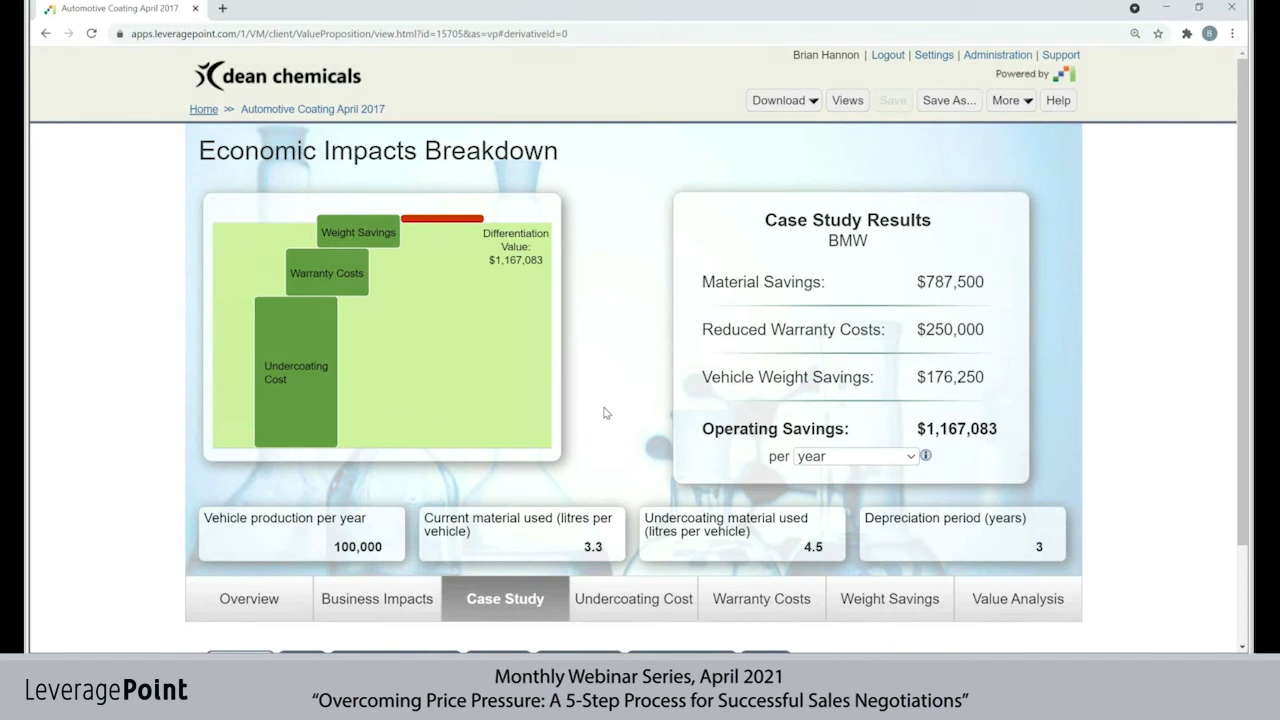 Automotive Coating April 2017
apps.leveragepoint.com/1/VM/client/ValueProposition/view.html?id=15705&as=vp#derivativeId=0
B
Brian Hannon | Logout | Settings | Administration | Support
dean chemicals
Powered by
Home >> Automotive Coating April 2017
Download Views Save Save As... More Help
Economic Impacts Breakdown
Weight Savings
Warranty Costs
Undercoating
Cost
Differentiation
Value:
$1,167,083
Case Study Results
BMW
Material Savings: $787,500
Reduced Warranty Costs: $250,000
Vehicle Weight Savings: $176,250
Operating Savings: $1,167,083
per year
Vehicle production per year
100,000
Current material used (litres per
vehicle)
3.3
Undercoating material used
(litres per vehicle)
4.5
Depreciation period (years)
3
Overview Business Impacts Case Study Undercoating Cost Warranty Costs Weight Savings Value Analysis
LeveragePoint
Monthly Webinar Series, April 2021
“Overcoming Price Pressure: A 5-Step Process for Successful Sales Negotiations”